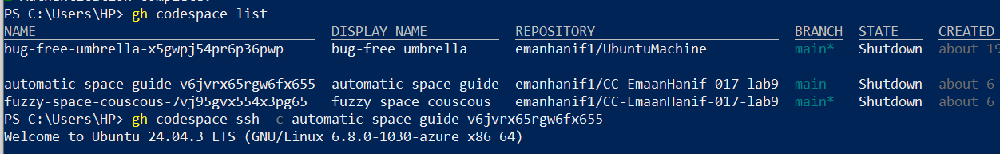 Authentication complete.
PS C:\Users\HP> gh codespace list
NAME DISPLAY NAME REPOSITORY BRANCH STATE CREATED
bug-free-umbrella-x5gwpj54pr6p36pwp bug-free umbrella emanhanif1/UbuntuMachine main* Shutdown about 19
automatic-space-guide-v6jvrx65rgw6fx655 automatic space guide emanhanif1/CC-EmaanHanif-017-lab9 main Shutdown about 6
fuzzy-space-couscous-7vj95gvx554x3pg65 fuzzy space couscous emanhanif1/CC-EmaanHanif-017-lab9 main* Shutdown about 6
PS C:\Users\HP> gh codespace ssh -c automatic-space-guide-v6jvrx65rgw6fx655
Welcome to Ubuntu 24.04.3 LTS (GNU/Linux 6.8.0-1030-azure x86_64)